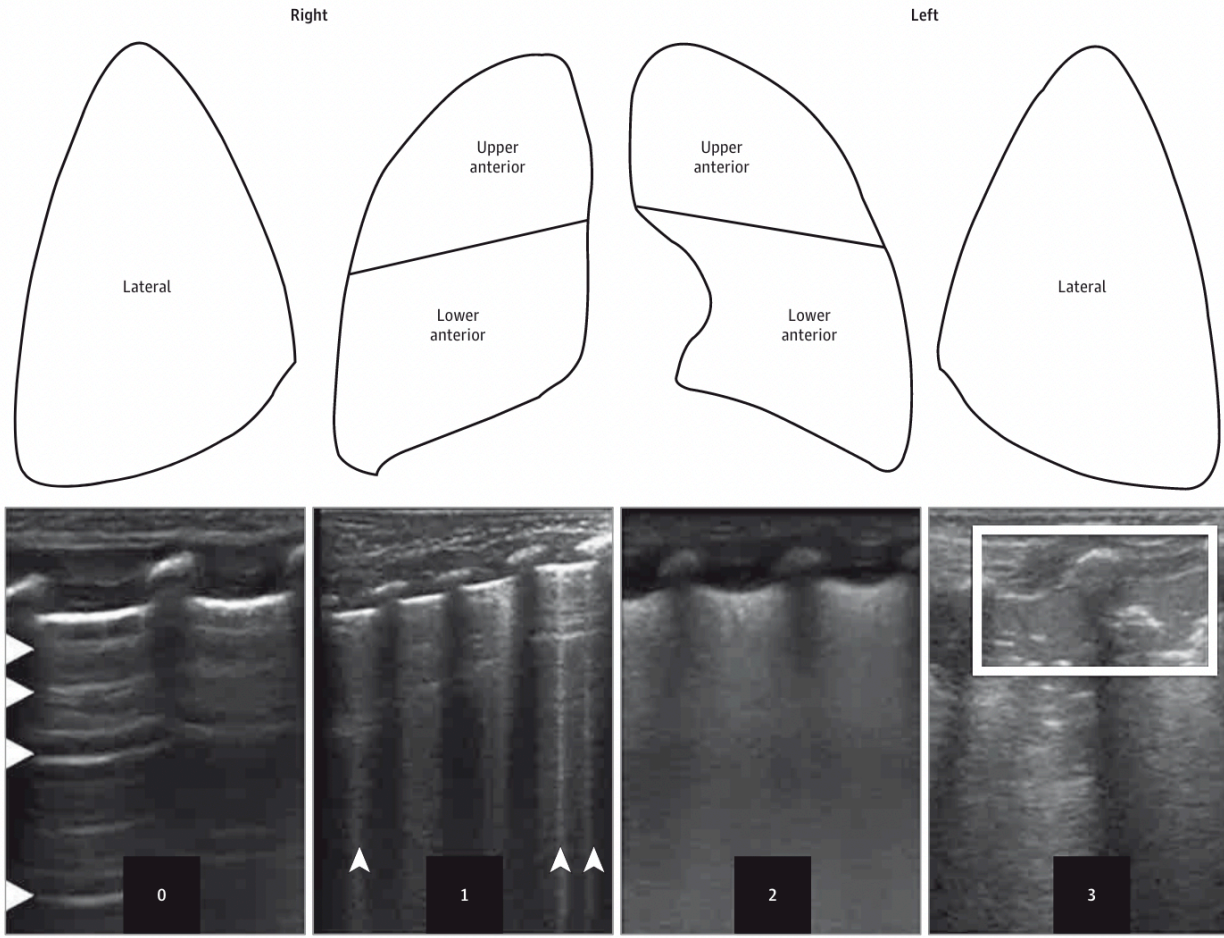 Right
Left
Lateral
Upper
anterior
Lower
anterior
Upper
anterior
Lower
anterior
Lateral
0
1
2
3